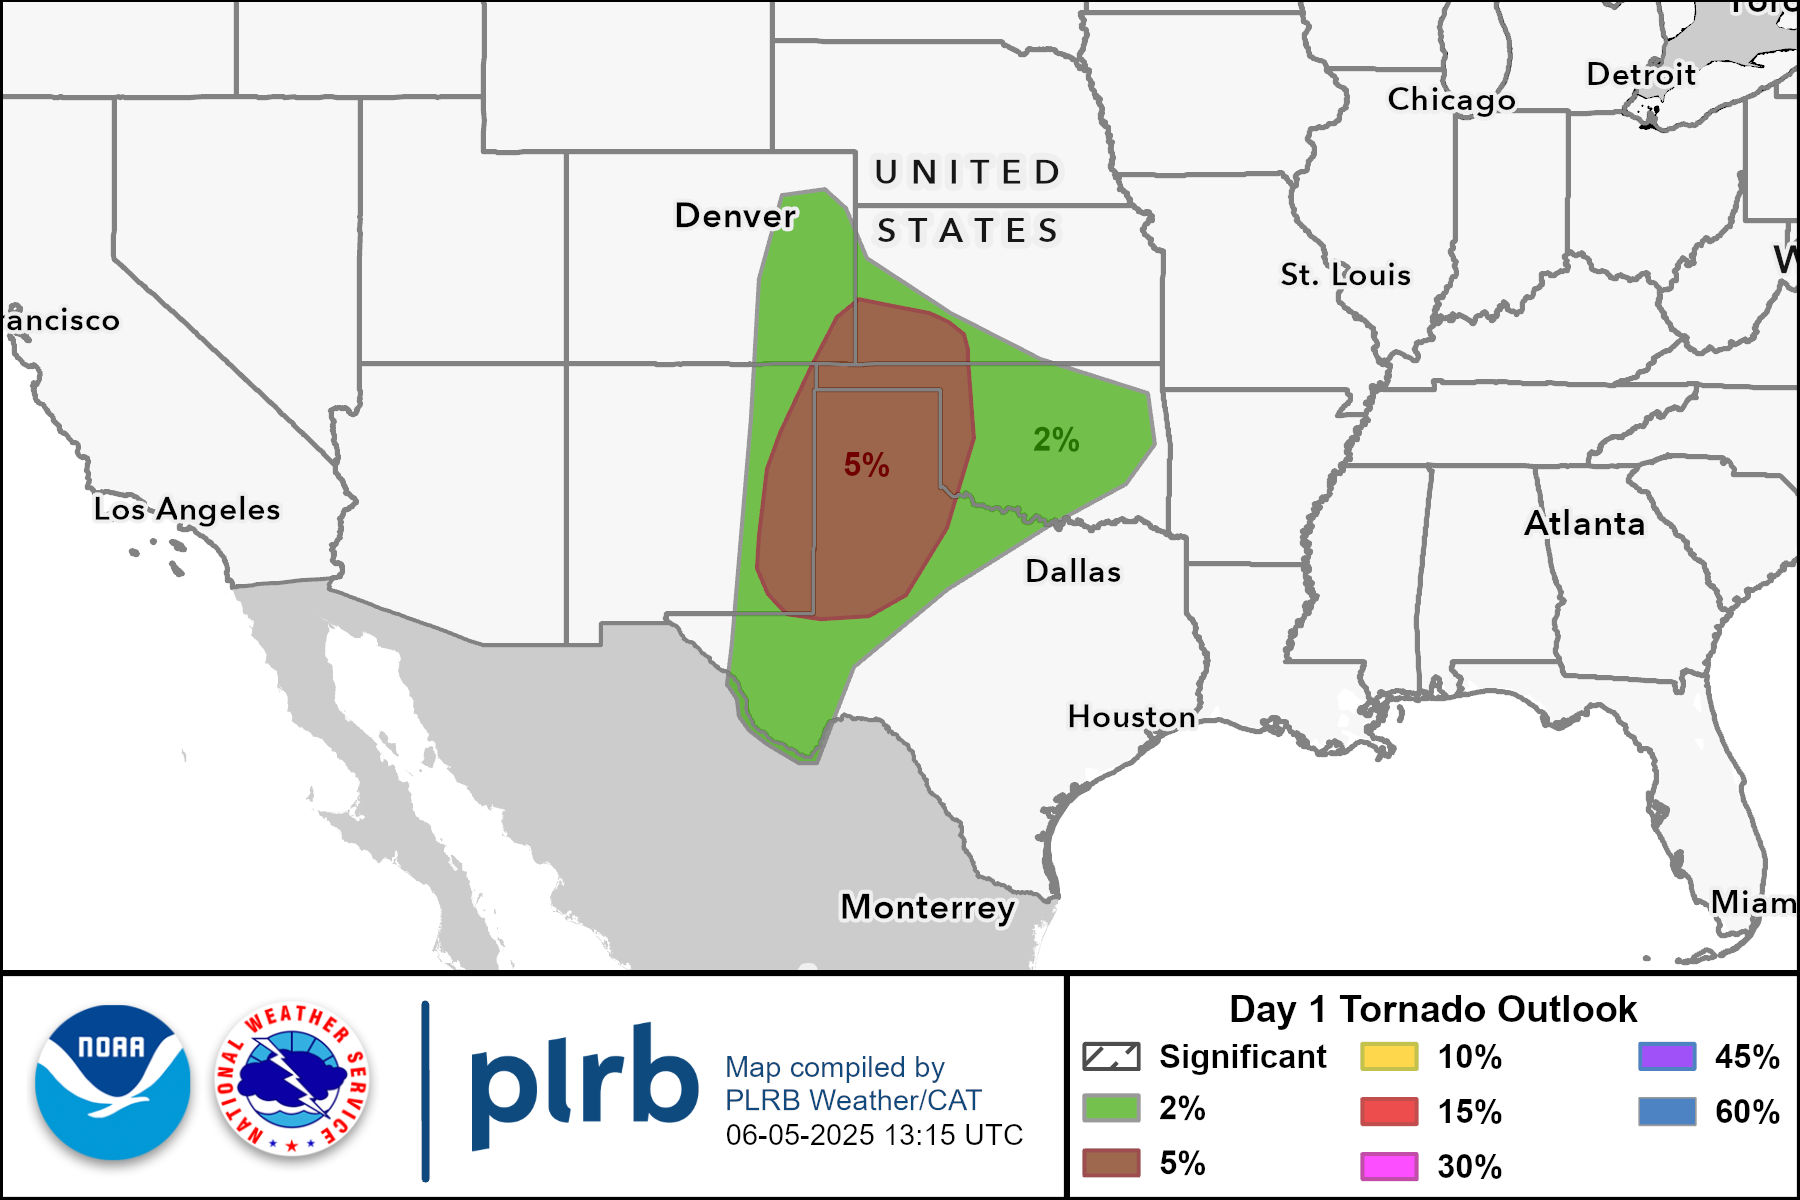 Detroit
Chicago
UNITED
STATES
Denver
St. Louis
ancisco
2%
5%
Los Angeles
Atlanta
Dallas
Houston
Monterrey
Miam
NOAA
NATIONAL WEATHER SERVICE
plrb
Map compiled by
PLRB Weather/CAT
06-05-2025 13:15 UTC
Day 1 Tornado Outlook
Significant
2%
5%
10%
15%
30%
45%
60%